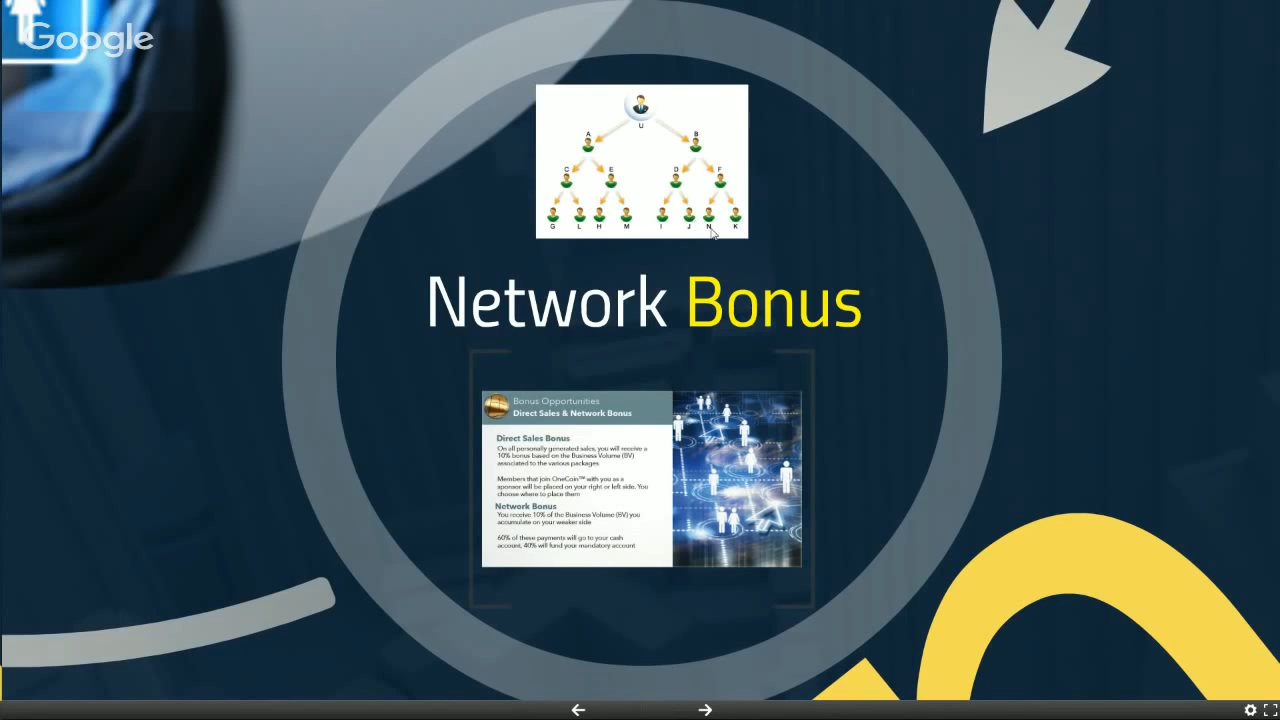 Google
U
A B
C E D F
G L H M I J N K
Network Bonus
Bonus Opportunities
Direct Sales & Network Bonus
Direct Sales Bonus
On all personally generated sales, you will receive a
10% bonus based on the Business Volume (BV)
associated to the various packages
Members that join OneCoin™ with you as a
sponsor will be placed on your right or left side. You
choose where to place them
Network Bonus
You receive 10% of the Business Volume (BV) you
accumulate on your weaker side
60% of these payments will go to your cash
account, 40% will fund your mandatory account